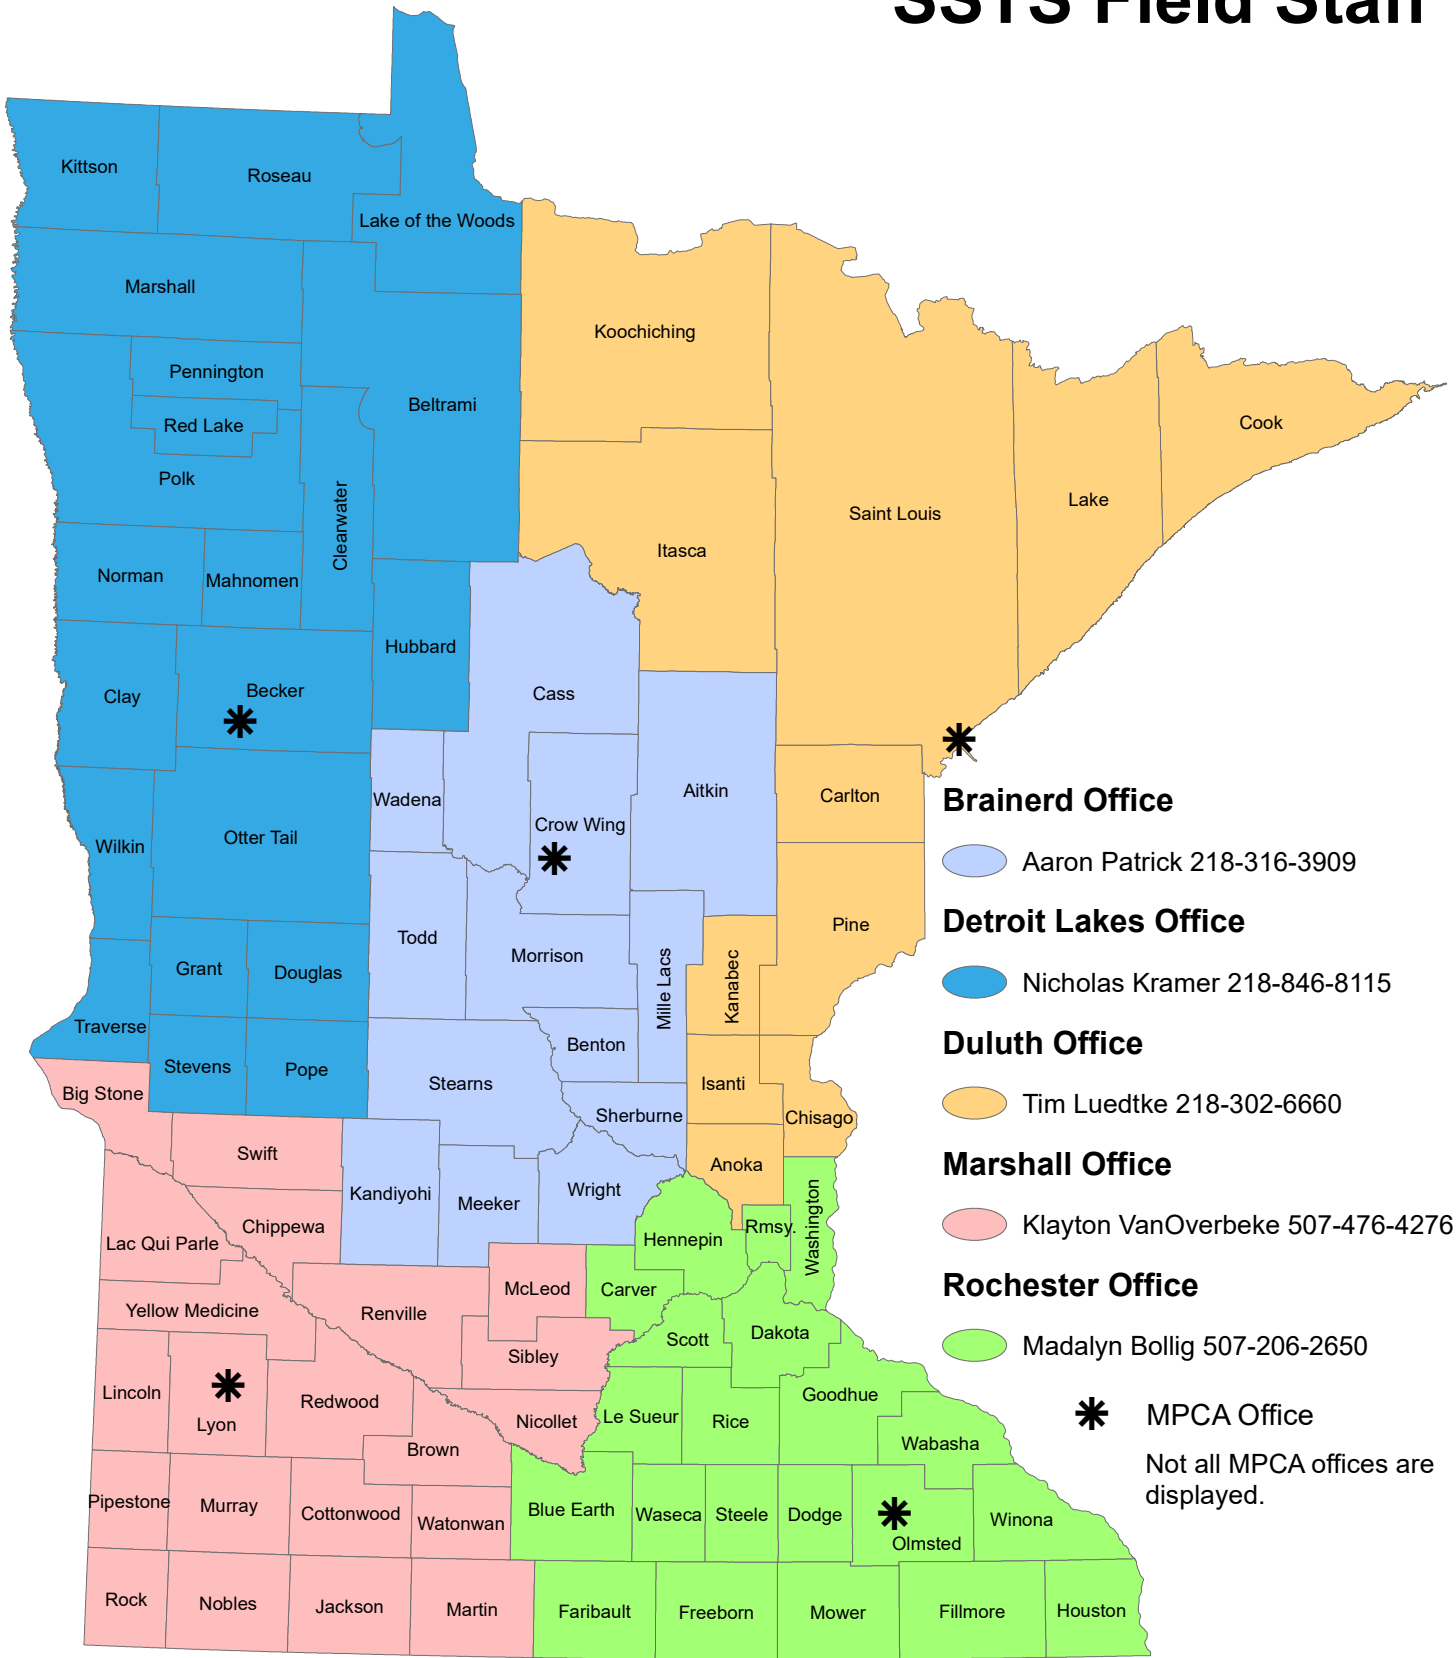 SSTS Field Staff
Kittson
Roseau
Lake of the Woods
Marshall
Koochiching
Pennington
Beltrami
Red Lake
Cook
Polk
Clearwater
Lake
Saint Louis
Itasca
Norman
Mahnomen
Hubbard
Becker
Clay
Cass
Wadena
Aitkin
Carlton
Crow Wing
Otter Tail
Wilkin
Pine
Todd
Morrison
Mille Lacs
Kanabec
Grant
Douglas
Traverse
Benton
Stevens
Pope
Stearns
Isanti
Big Stone
Sherburne
Chisago
Swift
Anoka
Kandiyohi
Meeker
Wright
Washington
Chippewa
Rmsy.
Lac Qui Parle
Hennepin
McLeod
Carver
Yellow Medicine
Renville
Scott
Dakota
Sibley
Lincoln
Lyon
Redwood
Nicollet
Le Sueur
Rice
Goodhue
Brown
Wabasha
Pipestone
Murray
Cottonwood
Watonwan
Blue Earth
Waseca
Steele
Dodge
Olmsted
Winona
Rock
Nobles
Jackson
Martin
Faribault
Freeborn
Mower
Fillmore
Houston
Brainerd Office
Aaron Patrick 218-316-3909
Detroit Lakes Office
Nicholas Kramer 218-846-8115
Duluth Office
Tim Luedtke 218-302-6660
Marshall Office
Klayton VanOverbeke 507-476-4276
Rochester Office
Madalyn Bollig 507-206-2650
MPCA Office
Not all MPCA offices are
displayed.